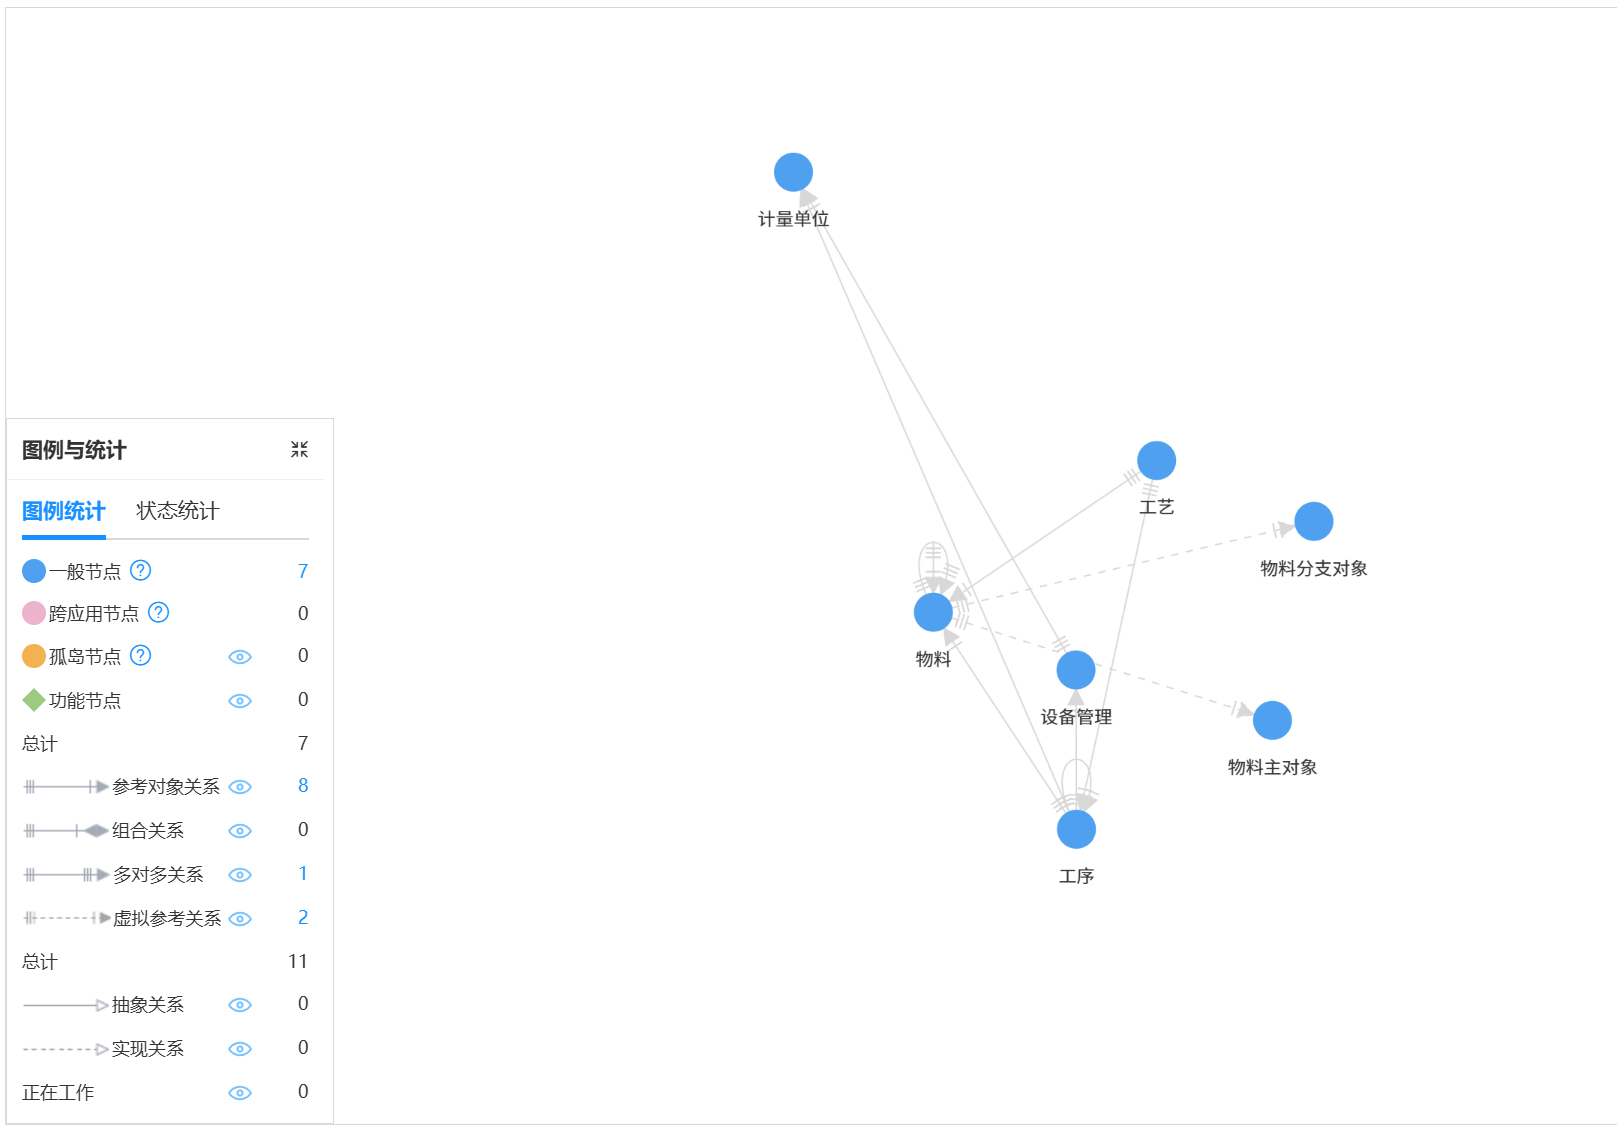 计量单位
工艺
物料分支对象
物料
设备管理
物料主对象
工序
图例与统计
图例统计 状态统计
一般节点 ? 7
跨应用节点 ? 0
孤岛节点 ? 0
功能节点 0
总计 7
参考对象关系 8
组合关系 0
多对多关系 1
虚拟参考关系 2
总计 11
抽象关系 0
实现关系 0
正在工作 0